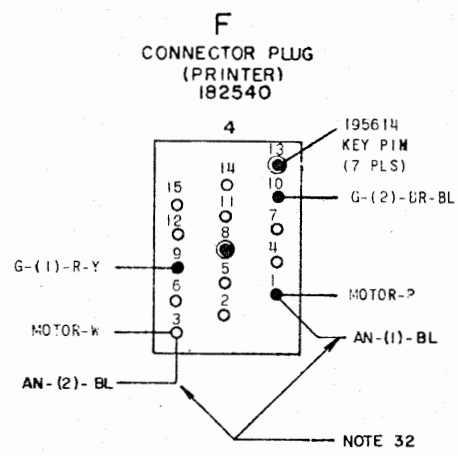 F
CONNECTOR PLUG
(PRINTER)
182540
4
195614
KEY PIN
(7 PLS)
13
14
10
15
G-(2)-BR-BL
11
12
7
8
9
4
G-(1)-R-Y
5
6
1
MOTOR-P
2
3
MOTOR-W
AN-(1)-BL
AN-(2)-BL
NOTE 32